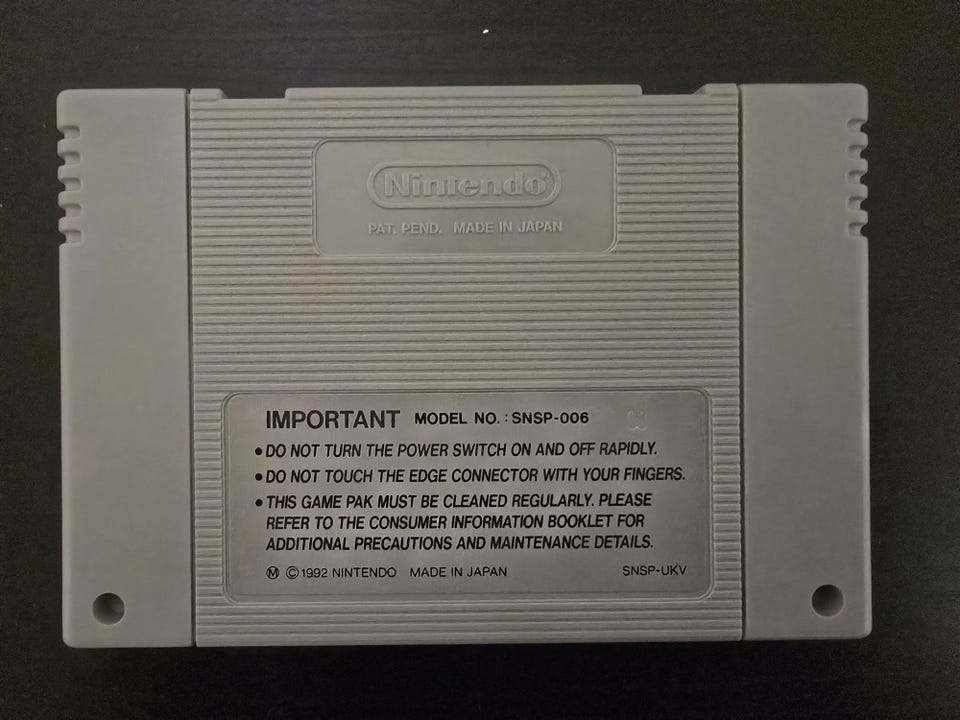 Nintendo®
PAT. PEND. MADE IN JAPAN
IMPORTANT MODEL NO. : SNSP-006
• DO NOT TURN THE POWER SWITCH ON AND OFF RAPIDLY.
• DO NOT TOUCH THE EDGE CONNECTOR WITH YOUR FINGERS.
• THIS GAME PAK MUST BE CLEANED REGULARLY. PLEASE
REFER TO THE CONSUMER INFORMATION BOOKLET FOR
ADDITIONAL PRECAUTIONS AND MAINTENANCE DETAILS.
Ⓜ ©1992 NINTENDO MADE IN JAPAN SNSP-UKV